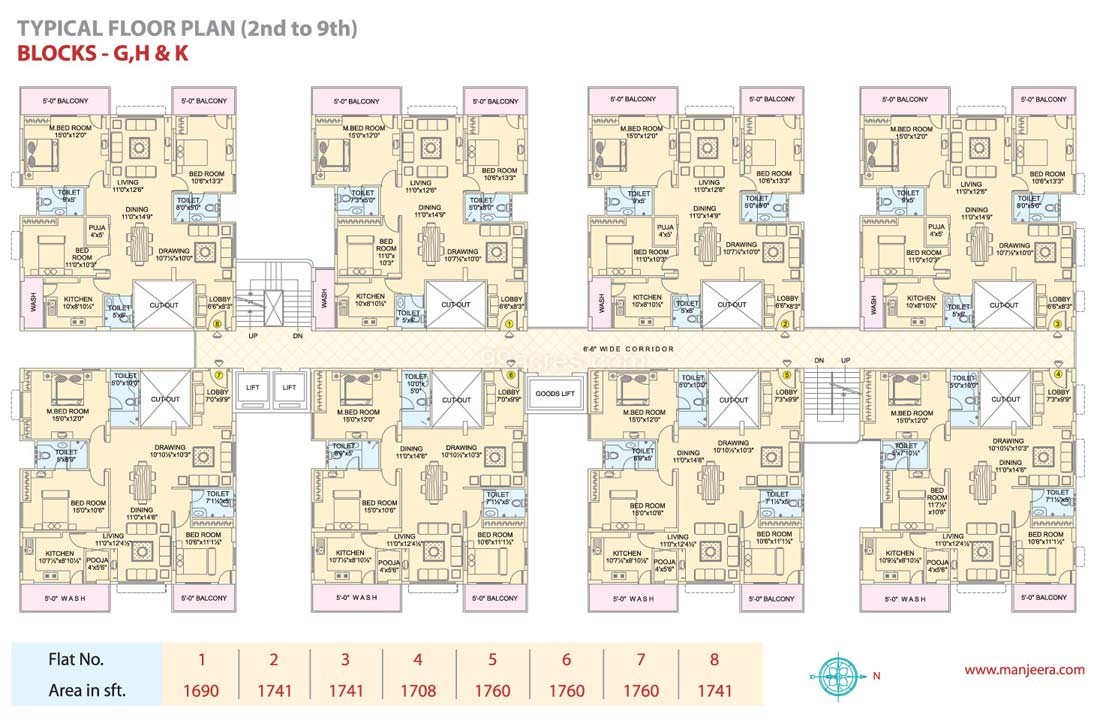 TYPICAL FLOOR PLAN (2nd to 9th)
BLOCKS - G,H & K
5'-0" BALCONY
5'-0" BALCONY
M.BED ROOM
15'0"x12'0"
LIVING
11'0"x12'6"
BED ROOM
10'6"x13'3"
TOILET
9'x5'
TOILET
8'0"x5'0"
DINING
11'0"x14'9"
PUJA
4'x5'
BED
ROOM
11'0"x10'3"
DRAWING
10'7½"x10'0"
WASH
KITCHEN
10'x8'10½"
TOILET
5'x6'
CUT-OUT
LOBBY
6'6"x8'3"
8
UP
DN
5'-0" BALCONY
5'-0" BALCONY
M.BED ROOM
15'0"x12'0"
LIVING
11'0"x12'6"
BED ROOM
10'6"x13'3"
TOILET
7'3"x5'0"
TOILET
5'0"x8'0"
DINING
11'0"x14'9"
BED
ROOM
11'0"x
10'3"
DRAWING
10'7½"x10'0"
WASH
KITCHEN
10'x8'10½"
TOILET
5'x6'
CUT-OUT
LOBBY
6'6"x8'3"
1
5'-0" BALCONY
5'-0" BALCONY
M.BED ROOM
15'0"x12'0"
LIVING
11'0"x12'6"
BED ROOM
10'6"x13'3"
TOILET
9'x5'
TOILET
5'0"x8'0"
DINING
11'0"x14'9"
PUJA
4'x5'
BED ROOM
11'0"x10'3"
DRAWING
10'7½"x10'0"
WASH
KITCHEN
10'x8'10½"
TOILET
5'x6'
CUT-OUT
LOBBY
6'6"x8'3"
2
5'-0" BALCONY
5'-0" BALCONY
M.BED ROOM
15'0"x12'0"
LIVING
11'0"x12'6"
BED ROOM
10'6"x13'3"
TOILET
9'x5'
TOILET
DINING
11'0"x14'9"
PUJA
4'x5'
BED ROOM
11'0"x10'3"
DRAWING
10'7½"x10'0"
WASH
KITCHEN
10'x8'10½"
TOILET
5'x6'
CUT-OUT
LOBBY
6'6"x8'3"
3
99acres.com
6'-6" WIDE CORRIDOR
7
TOILET
5'0"x10'0"
CUT-OUT
LOBBY
7'0"x9'9"
M.BED ROOM
15'0"x12'0"
TOILET
DRAWING
10'10½"x10'3"
BED ROOM
15'0"x10'6"
DINING
11'0"x14'6"
TOILET
7'1½"x5'
LIVING
11'0"x12'4½"
BED ROOM
10'6"x11'1½"
KITCHEN
10'7½"x8'10½"
POOJA
4'x5'6"
5'-0" WASH
5'-0" BALCONY
LIFT
LIFT
6
TOILET
10'0"x
5'0"
CUT-OUT
LOBBY
7'0"x9'9"
M.BED ROOM
15'0"x12'0"
TOILET
8'9"x5'
DINING
11'0"x14'6"
DRAWING
10'10½"x10'3"
BED ROOM
15'0"x10'6"
TOILET
7'1½"x5'
LIVING
11'0"x12'4½"
BED ROOM
10'6"x11'1½"
KITCHEN
10'7½"x8'10½"
POOJA
4'x5'6"
5'-0" WASH
5'-0" BALCONY
GOODS LIFT
5
TOILET
5'0"x10'0"
CUT-OUT
LOBBY
7'3"x9'9"
M.BED ROOM
15'0"x12'0"
TOILET
8'9"x5'
DINING
11'0"x14'6"
DRAWING
10'10½"x10'3"
BED ROOM
15'0"x10'6"
TOILET
7'1½"x5'
LIVING
11'0"x12'4½"
BED ROOM
10'6"x11'1½"
KITCHEN
10'7½"x8'10½"
POOJA
4'x5'6"
5'-0" WASH
5'-0" BALCONY
DN
UP
4
TOILET
5'0"x10'0"
CUT-OUT
LOBBY
7'3"x9'9"
M.BED ROOM
15'0"x12'0"
TOILET
DRAWING
10'10½"x10'3"
DINING
11'0"x14'6"
BED
ROOM
11'7½"
x10'6"
TOILET
7'1½"x5'
LIVING
11'0"x12'4½"
BED ROOM
10'6"x11'1½"
KITCHEN
10'9½"x8'10½"
POOJA
4'x5'6"
5'-0" WASH
5'-0" BALCONY
Flat No. 1 2 3 4 5 6 7 8
Area in sft. 1690 1741 1741 1708 1760 1760 1760 1741
N
www.manjeera.com